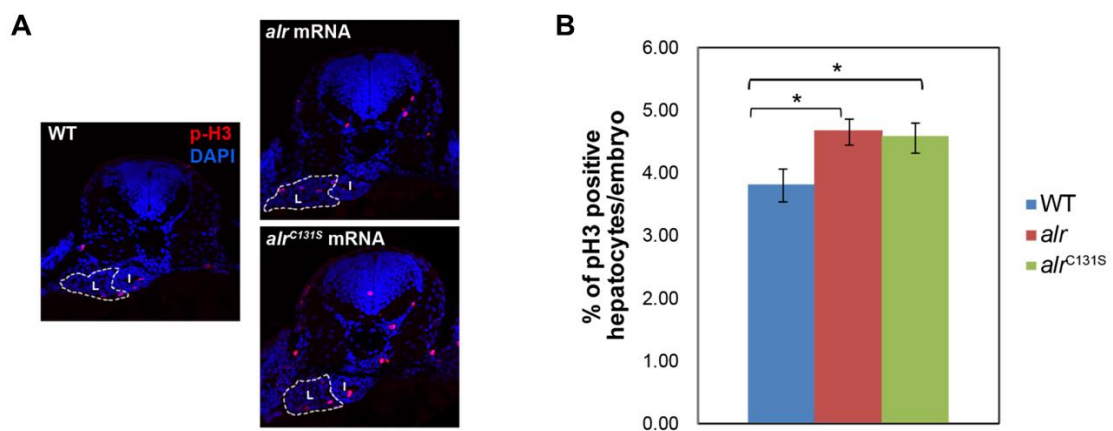 A
WT
p-H3
DAPI
L
I
alr mRNA
L
I
alrC131S mRNA
L
I
B
% of pH3 positive
hepatocytes/embryo
6.00
5.00
4.00
3.00
2.00
1.00
0.00
*
*
WT
alr
alrC131S